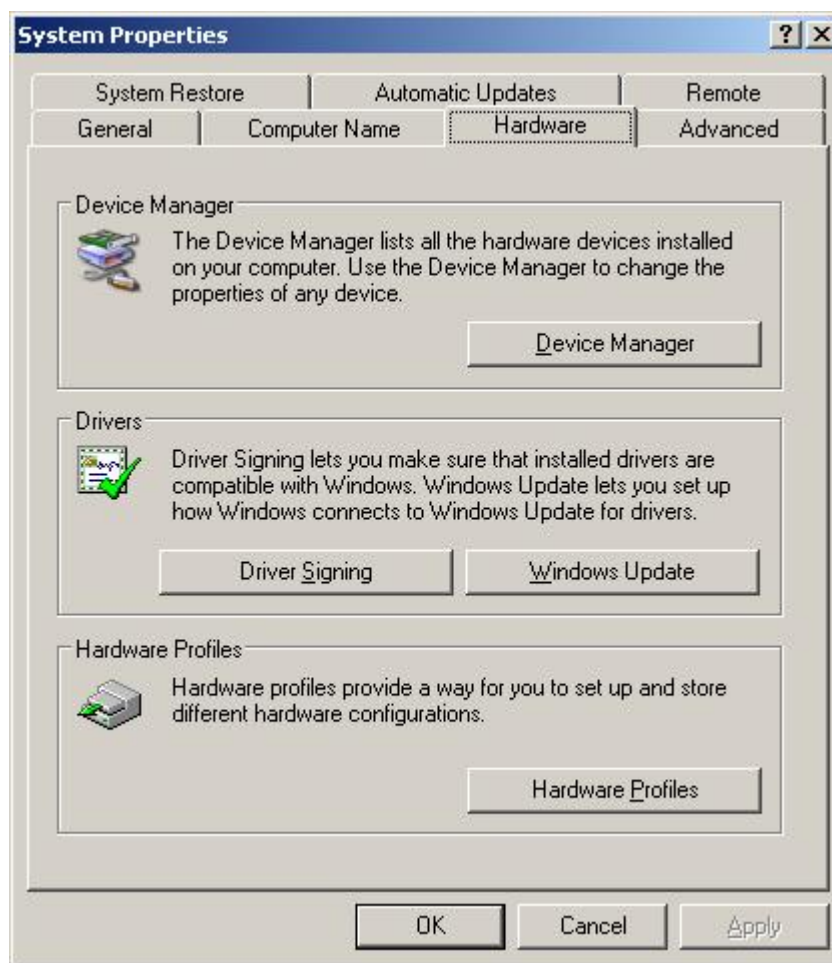 System Properties
System Restore Automatic Updates Remote
General Computer Name Hardware Advanced
Device Manager
The Device Manager lists all the hardware devices installed
on your computer. Use the Device Manager to change the
properties of any device.
Device Manager
Drivers
Driver Signing lets you make sure that installed drivers are
compatible with Windows. Windows Update lets you set up
how Windows connects to Windows Update for drivers.
Driver Signing Windows Update
Hardware Profiles
Hardware profiles provide a way for you to set up and store
different hardware configurations.
Hardware Profiles
OK Cancel Apply